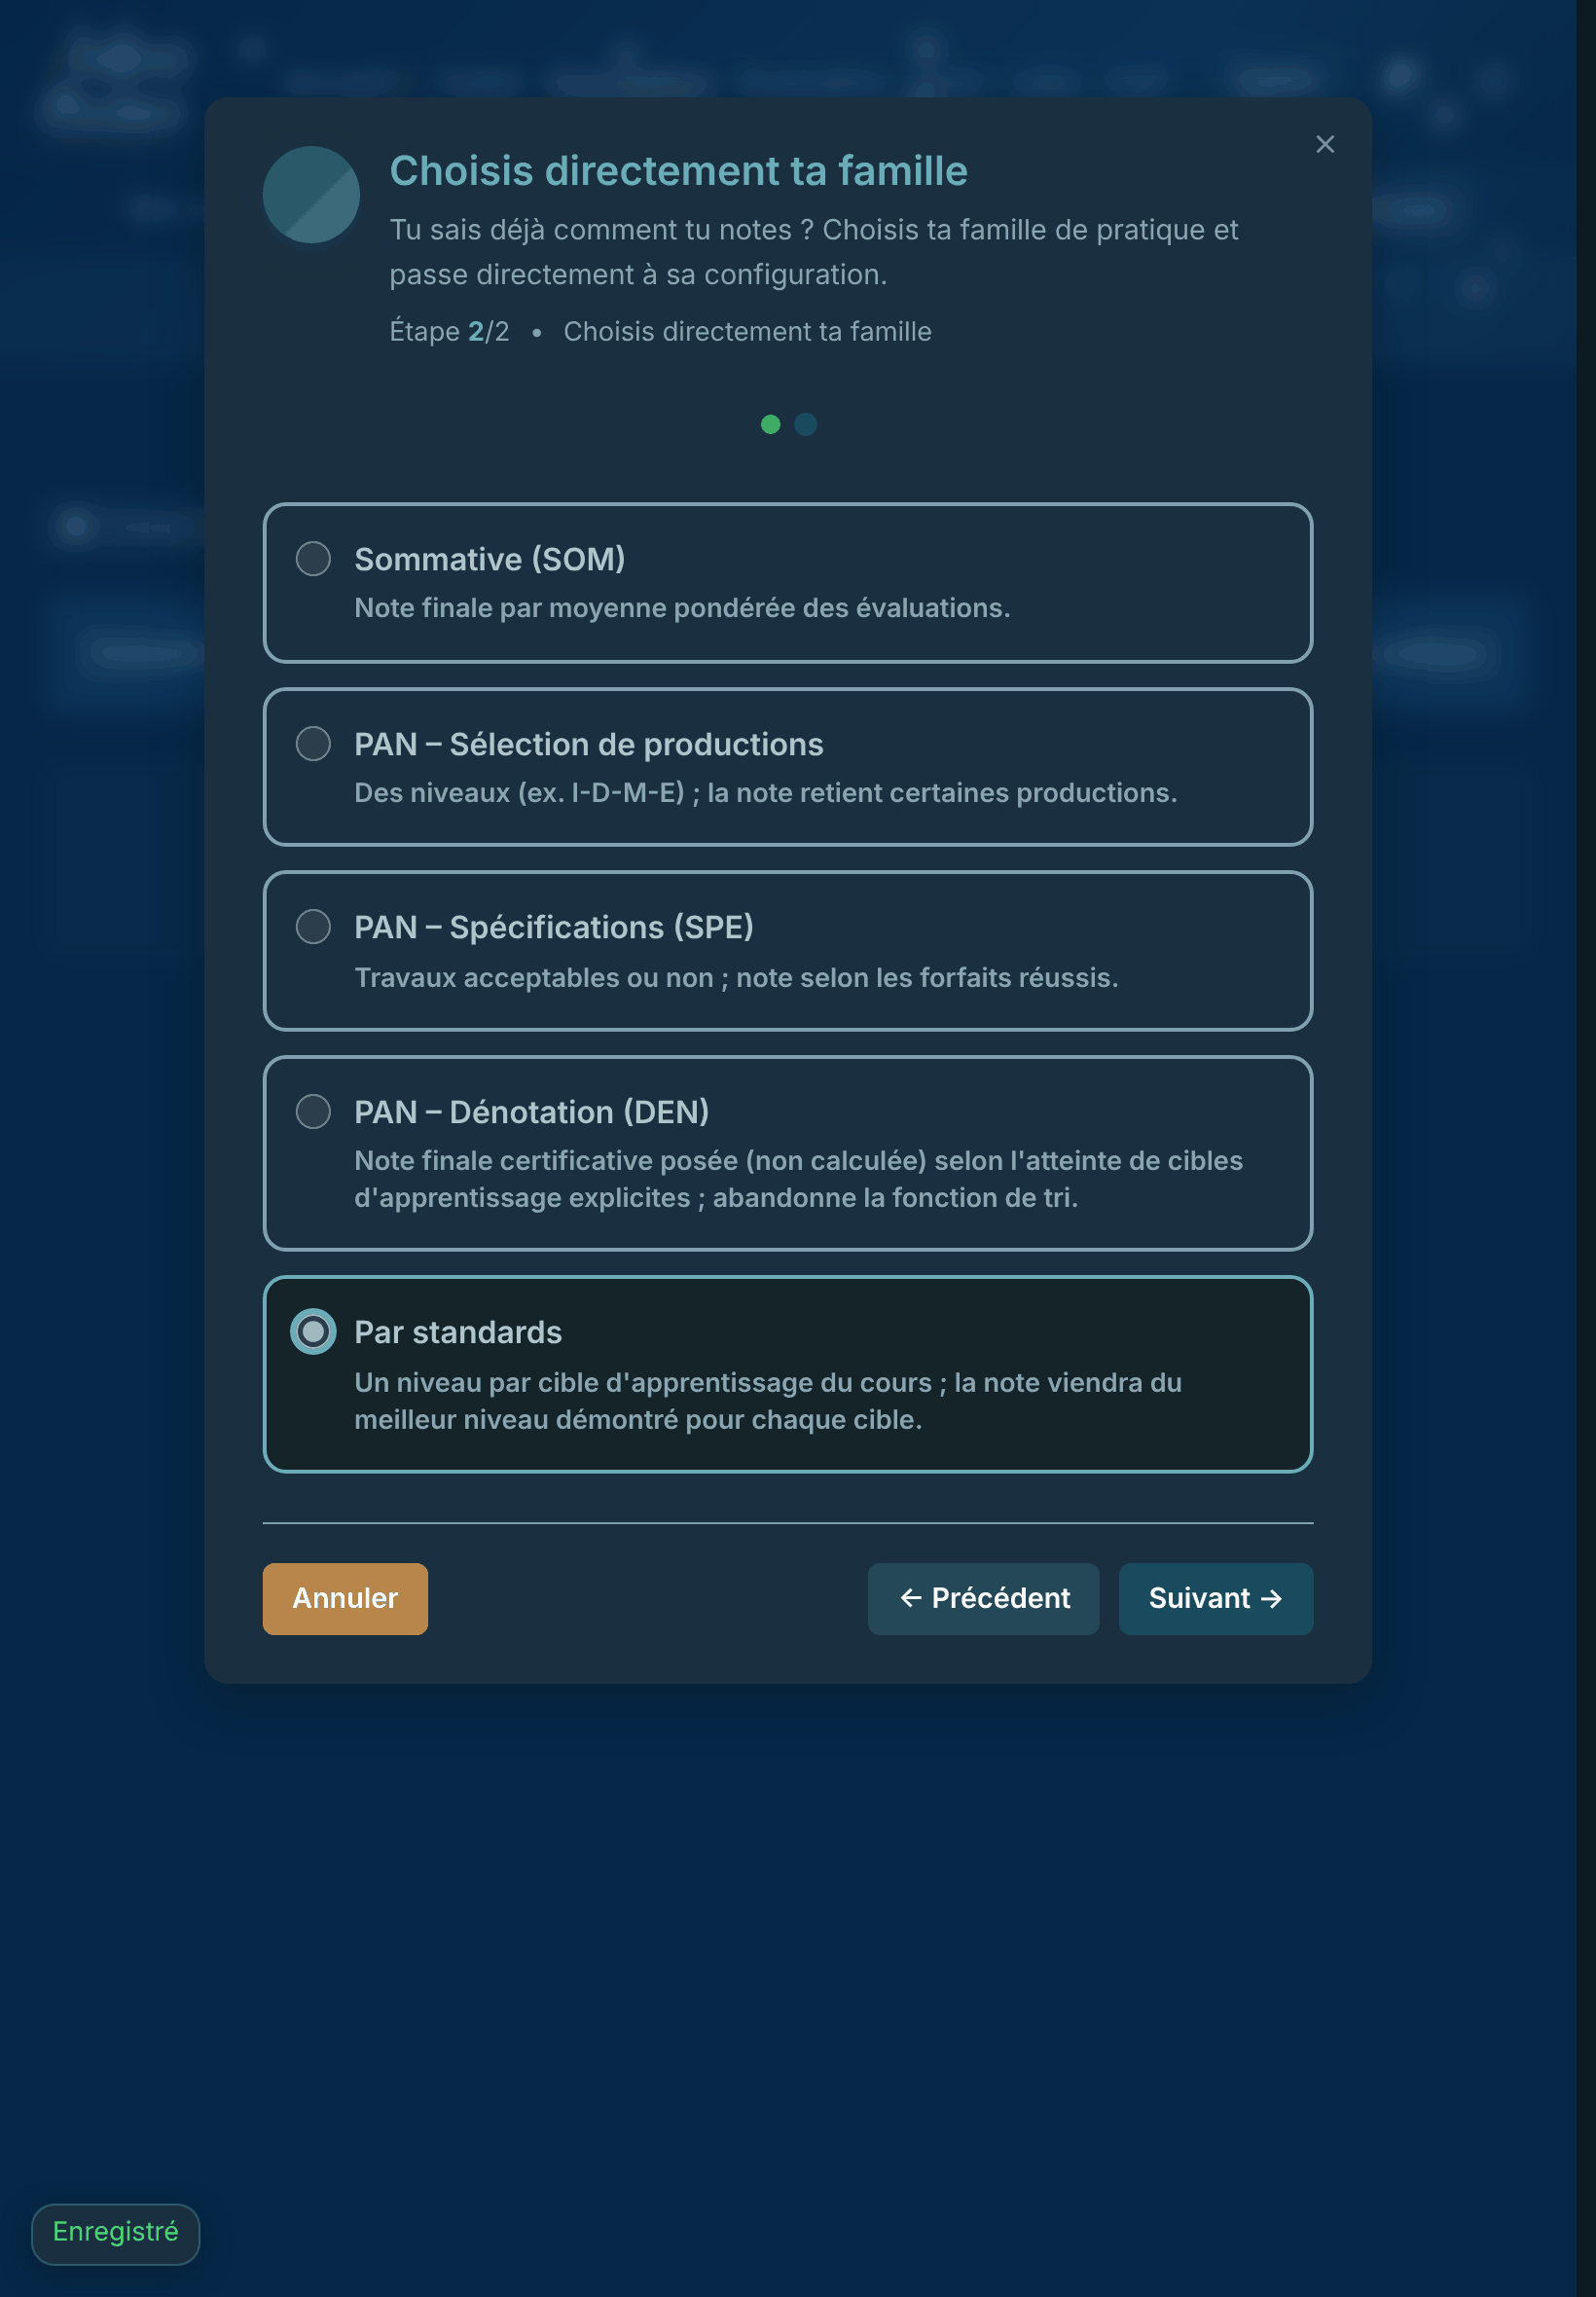 Choisis directement ta famille
Tu sais déjà comment tu notes ? Choisis ta famille de pratique et
passe directement à sa configuration.
Étape 2/2 • Choisis directement ta famille
Sommative (SOM)
Note finale par moyenne pondérée des évaluations.
PAN – Sélection de productions
Des niveaux (ex. I-D-M-E) ; la note retient certaines productions.
PAN – Spécifications (SPE)
Travaux acceptables ou non ; note selon les forfaits réussis.
PAN – Dénotation (DEN)
Note finale certificative posée (non calculée) selon l'atteinte de cibles
d'apprentissage explicites ; abandonne la fonction de tri.
Par standards
Un niveau par cible d'apprentissage du cours ; la note viendra du
meilleur niveau démontré pour chaque cible.
Annuler
← Précédent
Suivant →
Enregistré